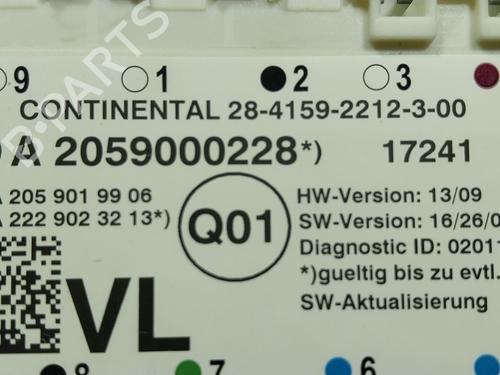 9 1 2 3
CONTINENTAL 28-4159-2212-3-00
A 2059000228*) 17241
A 205 901 99 06
A 222 902 32 13*)
Q01
HW-Version: 13/09
SW-Version: 16/26/0
Diagnostic ID: 02011
*)gueltig bis zu evtl.
SW-Aktualisierung
VL
8 7 6
B-PARTS